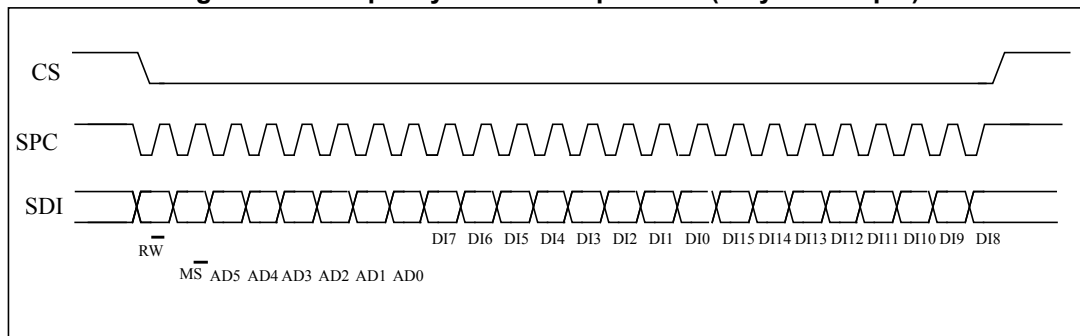 CS
SPC
SDI
DI7 DI6 DI5 DI4 DI3 DI2 DI1 DI0 DI15 DI14 DI13 DI12 DI11 DI10 DI9 DI8
RW
MS AD5 AD4 AD3 AD2 AD1 AD0